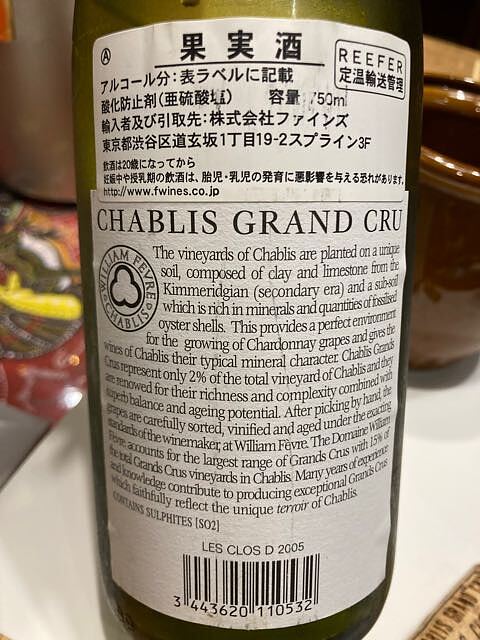 Ⓐ
果実酒
REEFER
定温輸送管理
アルコール分：表ラベルに記載
酸化防止剤（亜硫酸塩）　容量 750ml
輸入者及び引取先：株式会社ファインズ
東京都渋谷区道玄坂1丁目19-2スプライン3F
飲酒は20歳になってから
妊娠中や授乳期の飲酒は、胎児・乳児の発育に悪影響を与える恐れがあります。
http://www.fwines.co.jp
CHABLIS GRAND CRU
WILLIAM FÈVRE
CHABLIS
The vineyards of Chablis are planted on a unique
soil, composed of clay and limestone from the
Kimmeridgian (secondary era) and a sub-soil
which is rich in minerals and quantities of fossilised
oyster shells. This provides a perfect environment
for the growing of Chardonnay grapes and gives the
wines of Chablis their typical mineral character. Chablis Grands
Crus represent only 2% of the total vineyard of Chablis and they
are renowned for their richness and complexity combined with
superb balance and ageing potential. After picking by hand, the
grapes are carefully sorted, vinified and aged under the exacting
standards of the winemaker, at William Fèvre. The Domaine William
Fèvre accounts for the largest range of Grands Crus with 15% of
the total Grands Crus vineyards in Chablis. Many years of experience
and knowledge contribute to producing exceptional Grands Crus
which faithfully reflect the unique terroir of Chablis.
CONTAINS SULPHITES [SO2]
LES CLOS D 2005
3 443620 110532